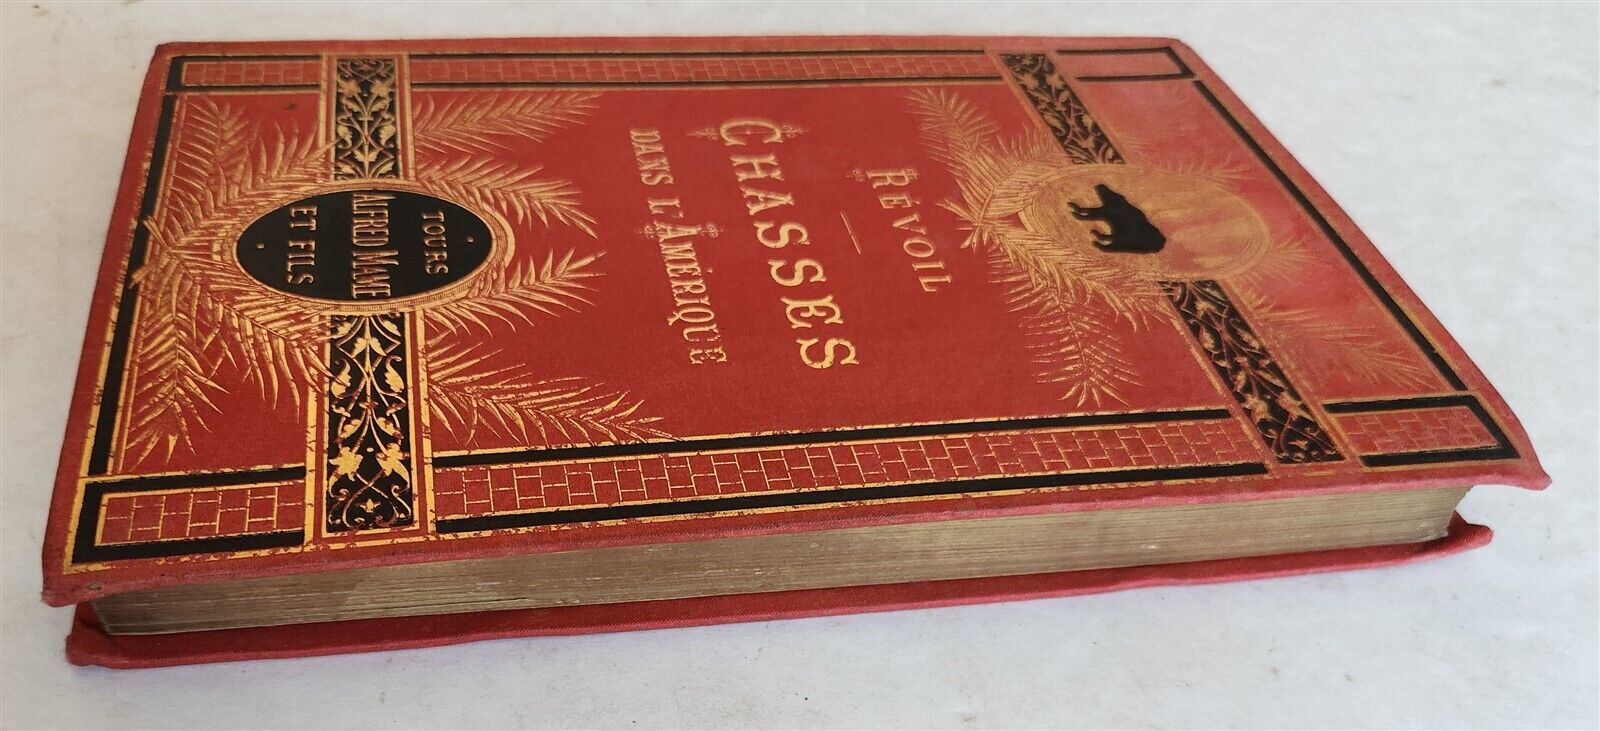 RÉVOIL
CHASSES
DANS L'AMÉRIQUE
TOURS
ALFRED MAME
ET FILS